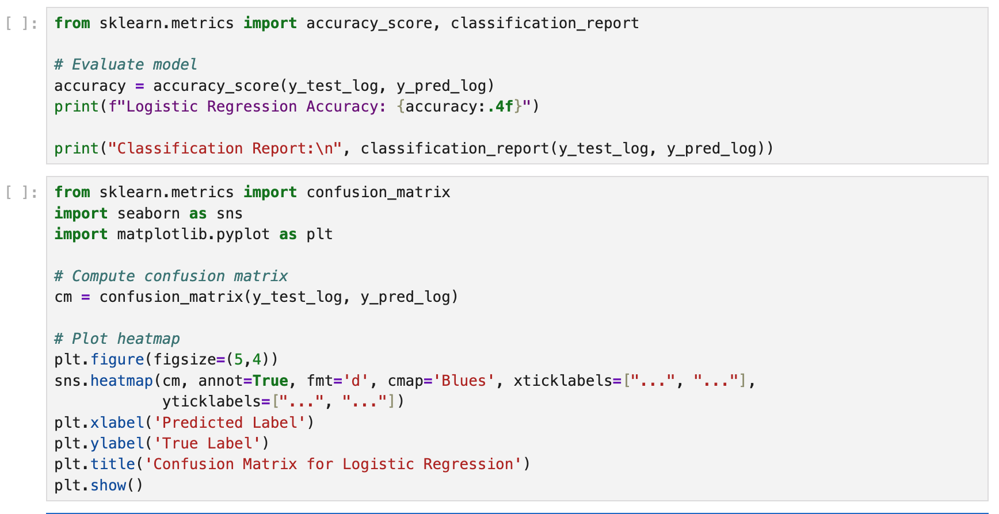 [ ]:
from sklearn.metrics import accuracy_score, classification_report

# Evaluate model
accuracy = accuracy_score(y_test_log, y_pred_log)
print(f"Logistic Regression Accuracy: {accuracy:.4f}")

print("Classification Report:\n", classification_report(y_test_log, y_pred_log))
[ ]:
from sklearn.metrics import confusion_matrix
import seaborn as sns
import matplotlib.pyplot as plt

# Compute confusion matrix
cm = confusion_matrix(y_test_log, y_pred_log)

# Plot heatmap
plt.figure(figsize=(5,4))
sns.heatmap(cm, annot=True, fmt='d', cmap='Blues', xticklabels=["...", "..."],
            yticklabels=["...", "..."])
plt.xlabel('Predicted Label')
plt.ylabel('True Label')
plt.title('Confusion Matrix for Logistic Regression')
plt.show()